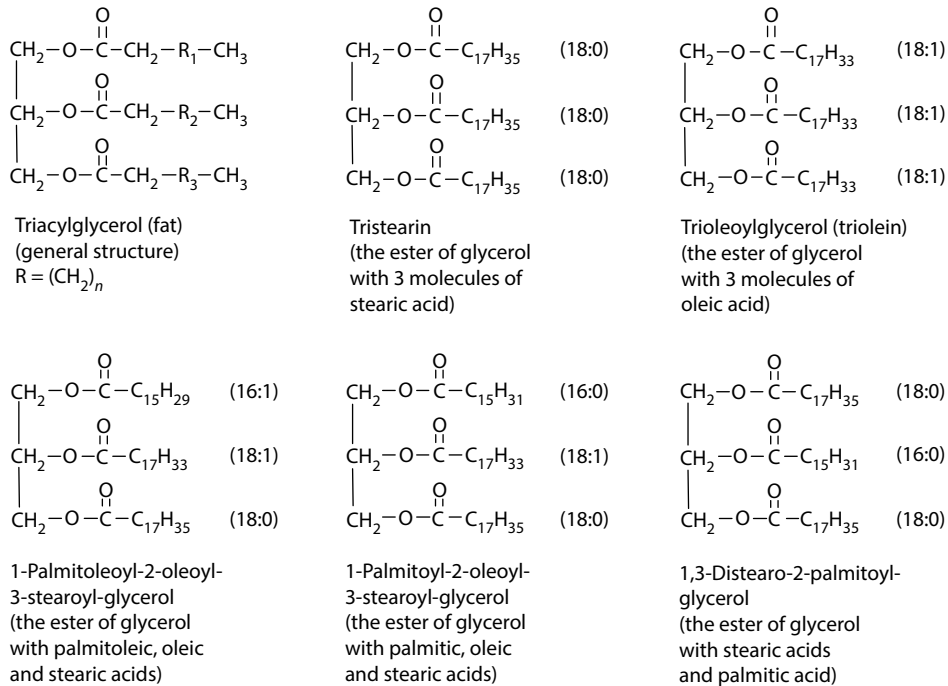 O
CH₂–O–C–CH₂–R₁–CH₃
O
CH₂–O–C–CH₂–R₂–CH₃
O
CH₂–O–C–CH₂–R₃–CH₃
Triacylglycerol (fat)
(general structure)
R = (CH₂)ₙ
O
CH₂–O–C–C₁₇H₃₅ (18:0)
O
CH₂–O–C–C₁₇H₃₅ (18:0)
O
CH₂–O–C–C₁₇H₃₅ (18:0)
Tristearin
(the ester of glycerol
with 3 molecules of
stearic acid)
O
CH₂–O–C–C₁₇H₃₃ (18:1)
O
CH₂–O–C–C₁₇H₃₃ (18:1)
O
CH₂–O–C–C₁₇H₃₃ (18:1)
Trioleoylglycerol (triolein)
(the ester of glycerol
with 3 molecules of
oleic acid)
O
CH₂–O–C–C₁₅H₂₉ (16:1)
O
CH₂–O–C–C₁₇H₃₃ (18:1)
O
CH₂–O–C–C₁₇H₃₅ (18:0)
1-Palmitoleoyl-2-oleoyl-
3-stearoyl-glycerol
(the ester of glycerol
with palmitoleic, oleic
and stearic acids)
O
CH₂–O–C–C₁₅H₃₁ (16:0)
O
CH₂–O–C–C₁₇H₃₃ (18:1)
O
CH₂–O–C–C₁₇H₃₅ (18:0)
1-Palmitoyl-2-oleoyl-
3-stearoyl-glycerol
(the ester of glycerol
with palmitic, oleic
and stearic acids)
O
CH₂–O–C–C₁₇H₃₅ (18:0)
O
CH₂–O–C–C₁₅H₃₁ (16:0)
O
CH₂–O–C–C₁₇H₃₅ (18:0)
1,3-Distearo-2-palmitoyl-
glycerol
(the ester of glycerol
with stearic acids
and palmitic acid)